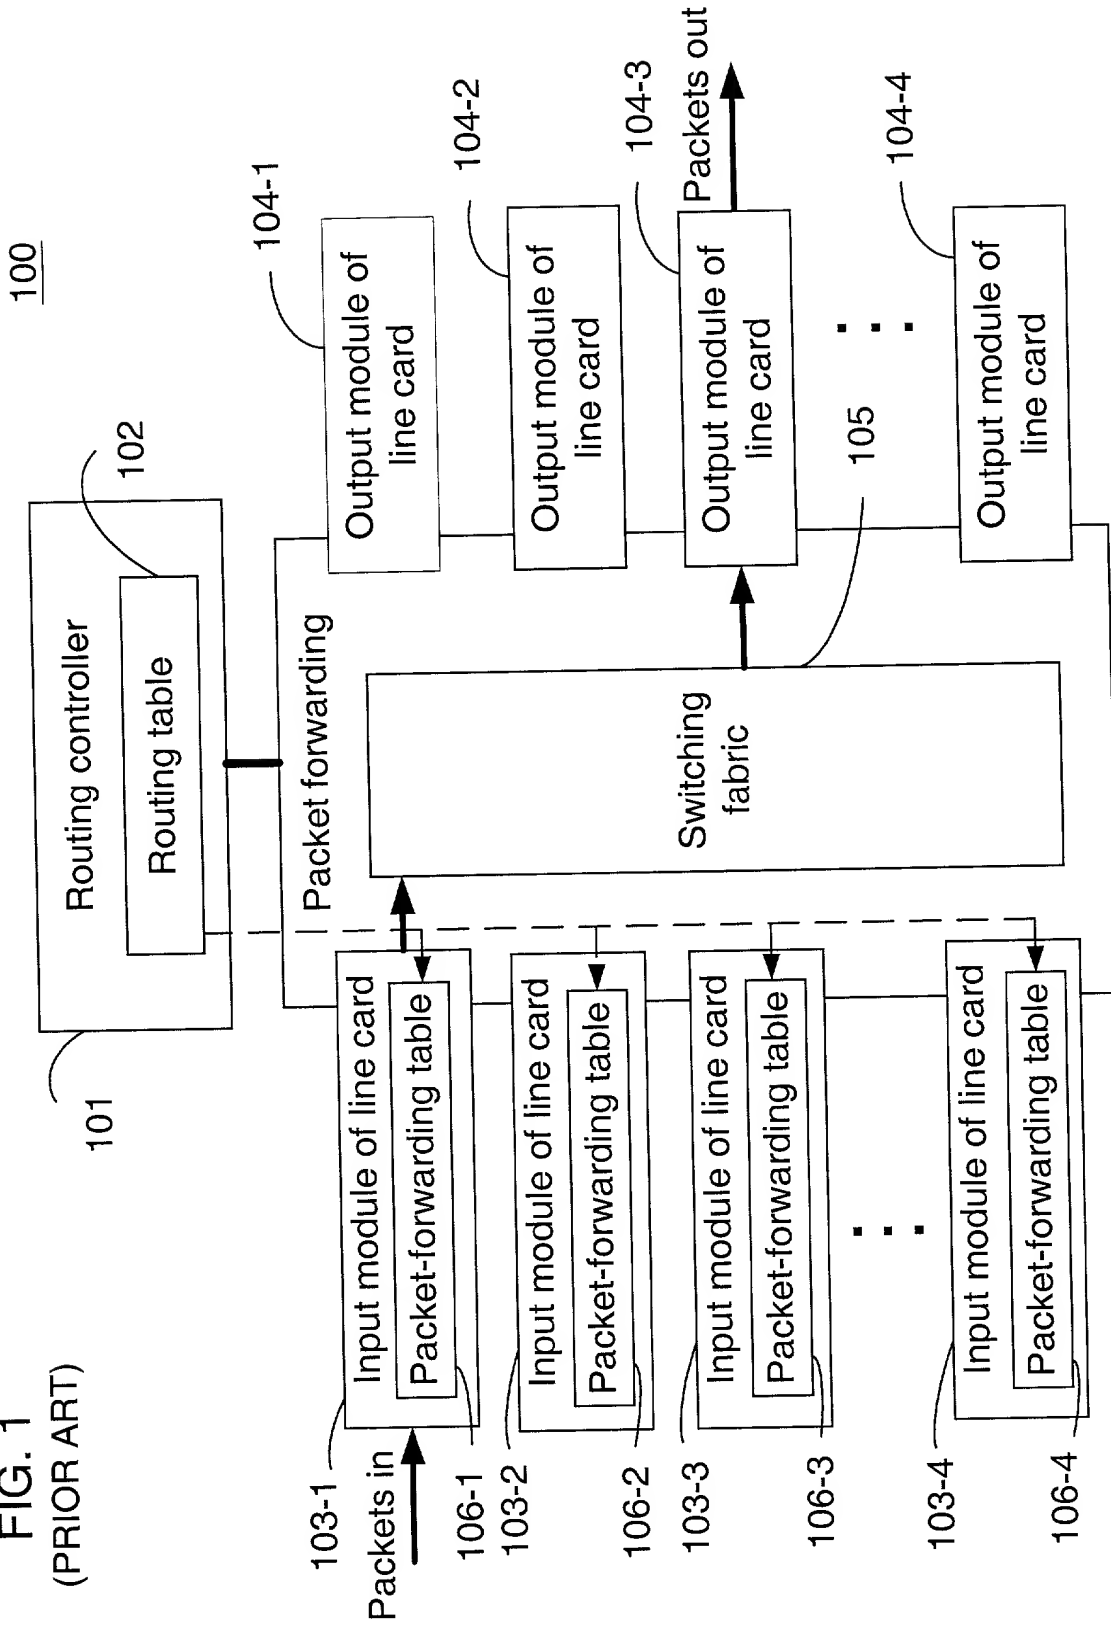 FIG. 1
(PRIOR ART)
100
101
Routing controller
102
Routing table
Packet forwarding
103-1
Input module of line card
Packets in
Packet-forwarding table
106-1
103-2
Input module of line card
Packet-forwarding table
106-2
103-3
Input module of line card
Packet-forwarding table
106-3
103-4
Input module of line card
Packet-forwarding table
106-4
Switching
fabric
105
104-1
Output module of
line card
104-2
Output module of
line card
104-3
Output module of
line card
Packets out
104-4
Output module of
line card